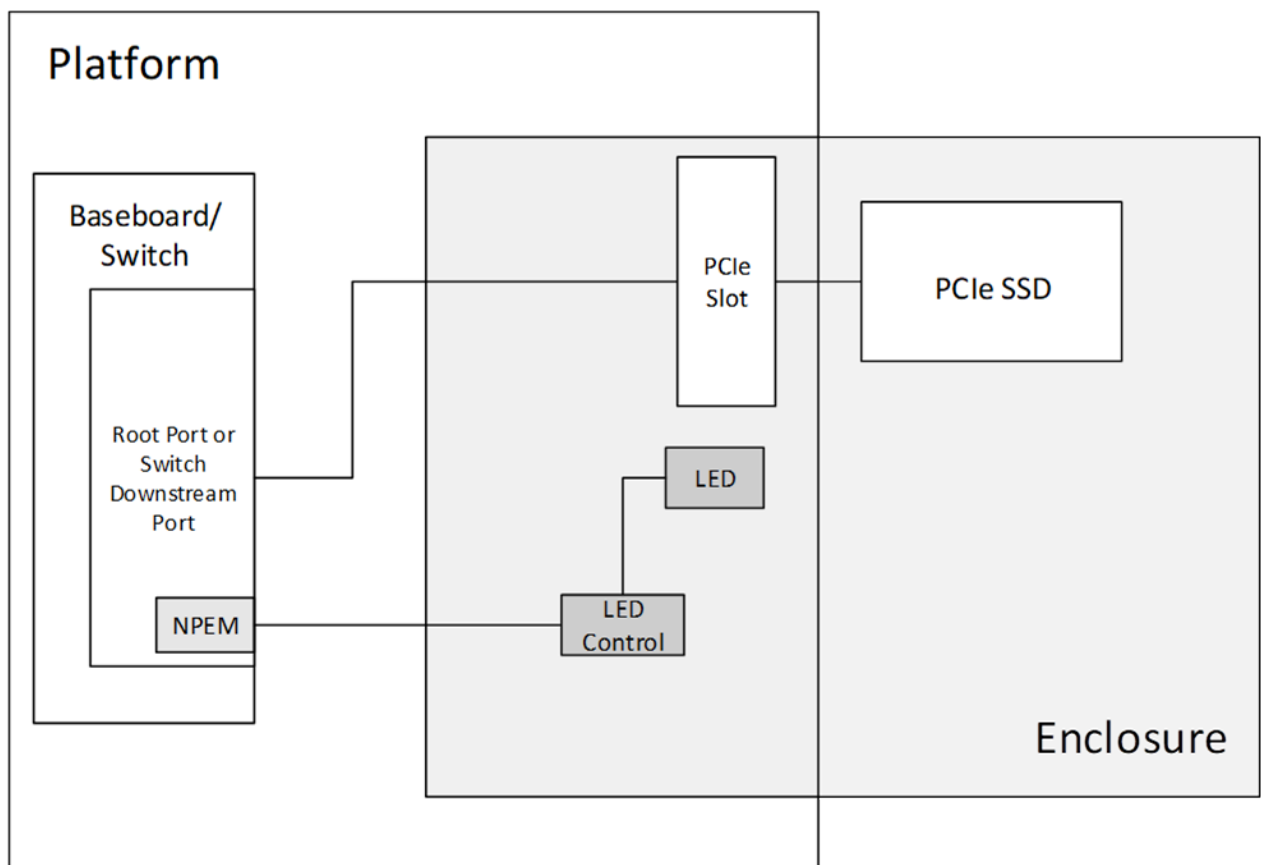 Platform
Baseboard/
Switch
PCIe
Slot
PCIe SSD
Root Port or
Switch
Downstream
Port
LED
NPEM
LED
Control
Enclosure